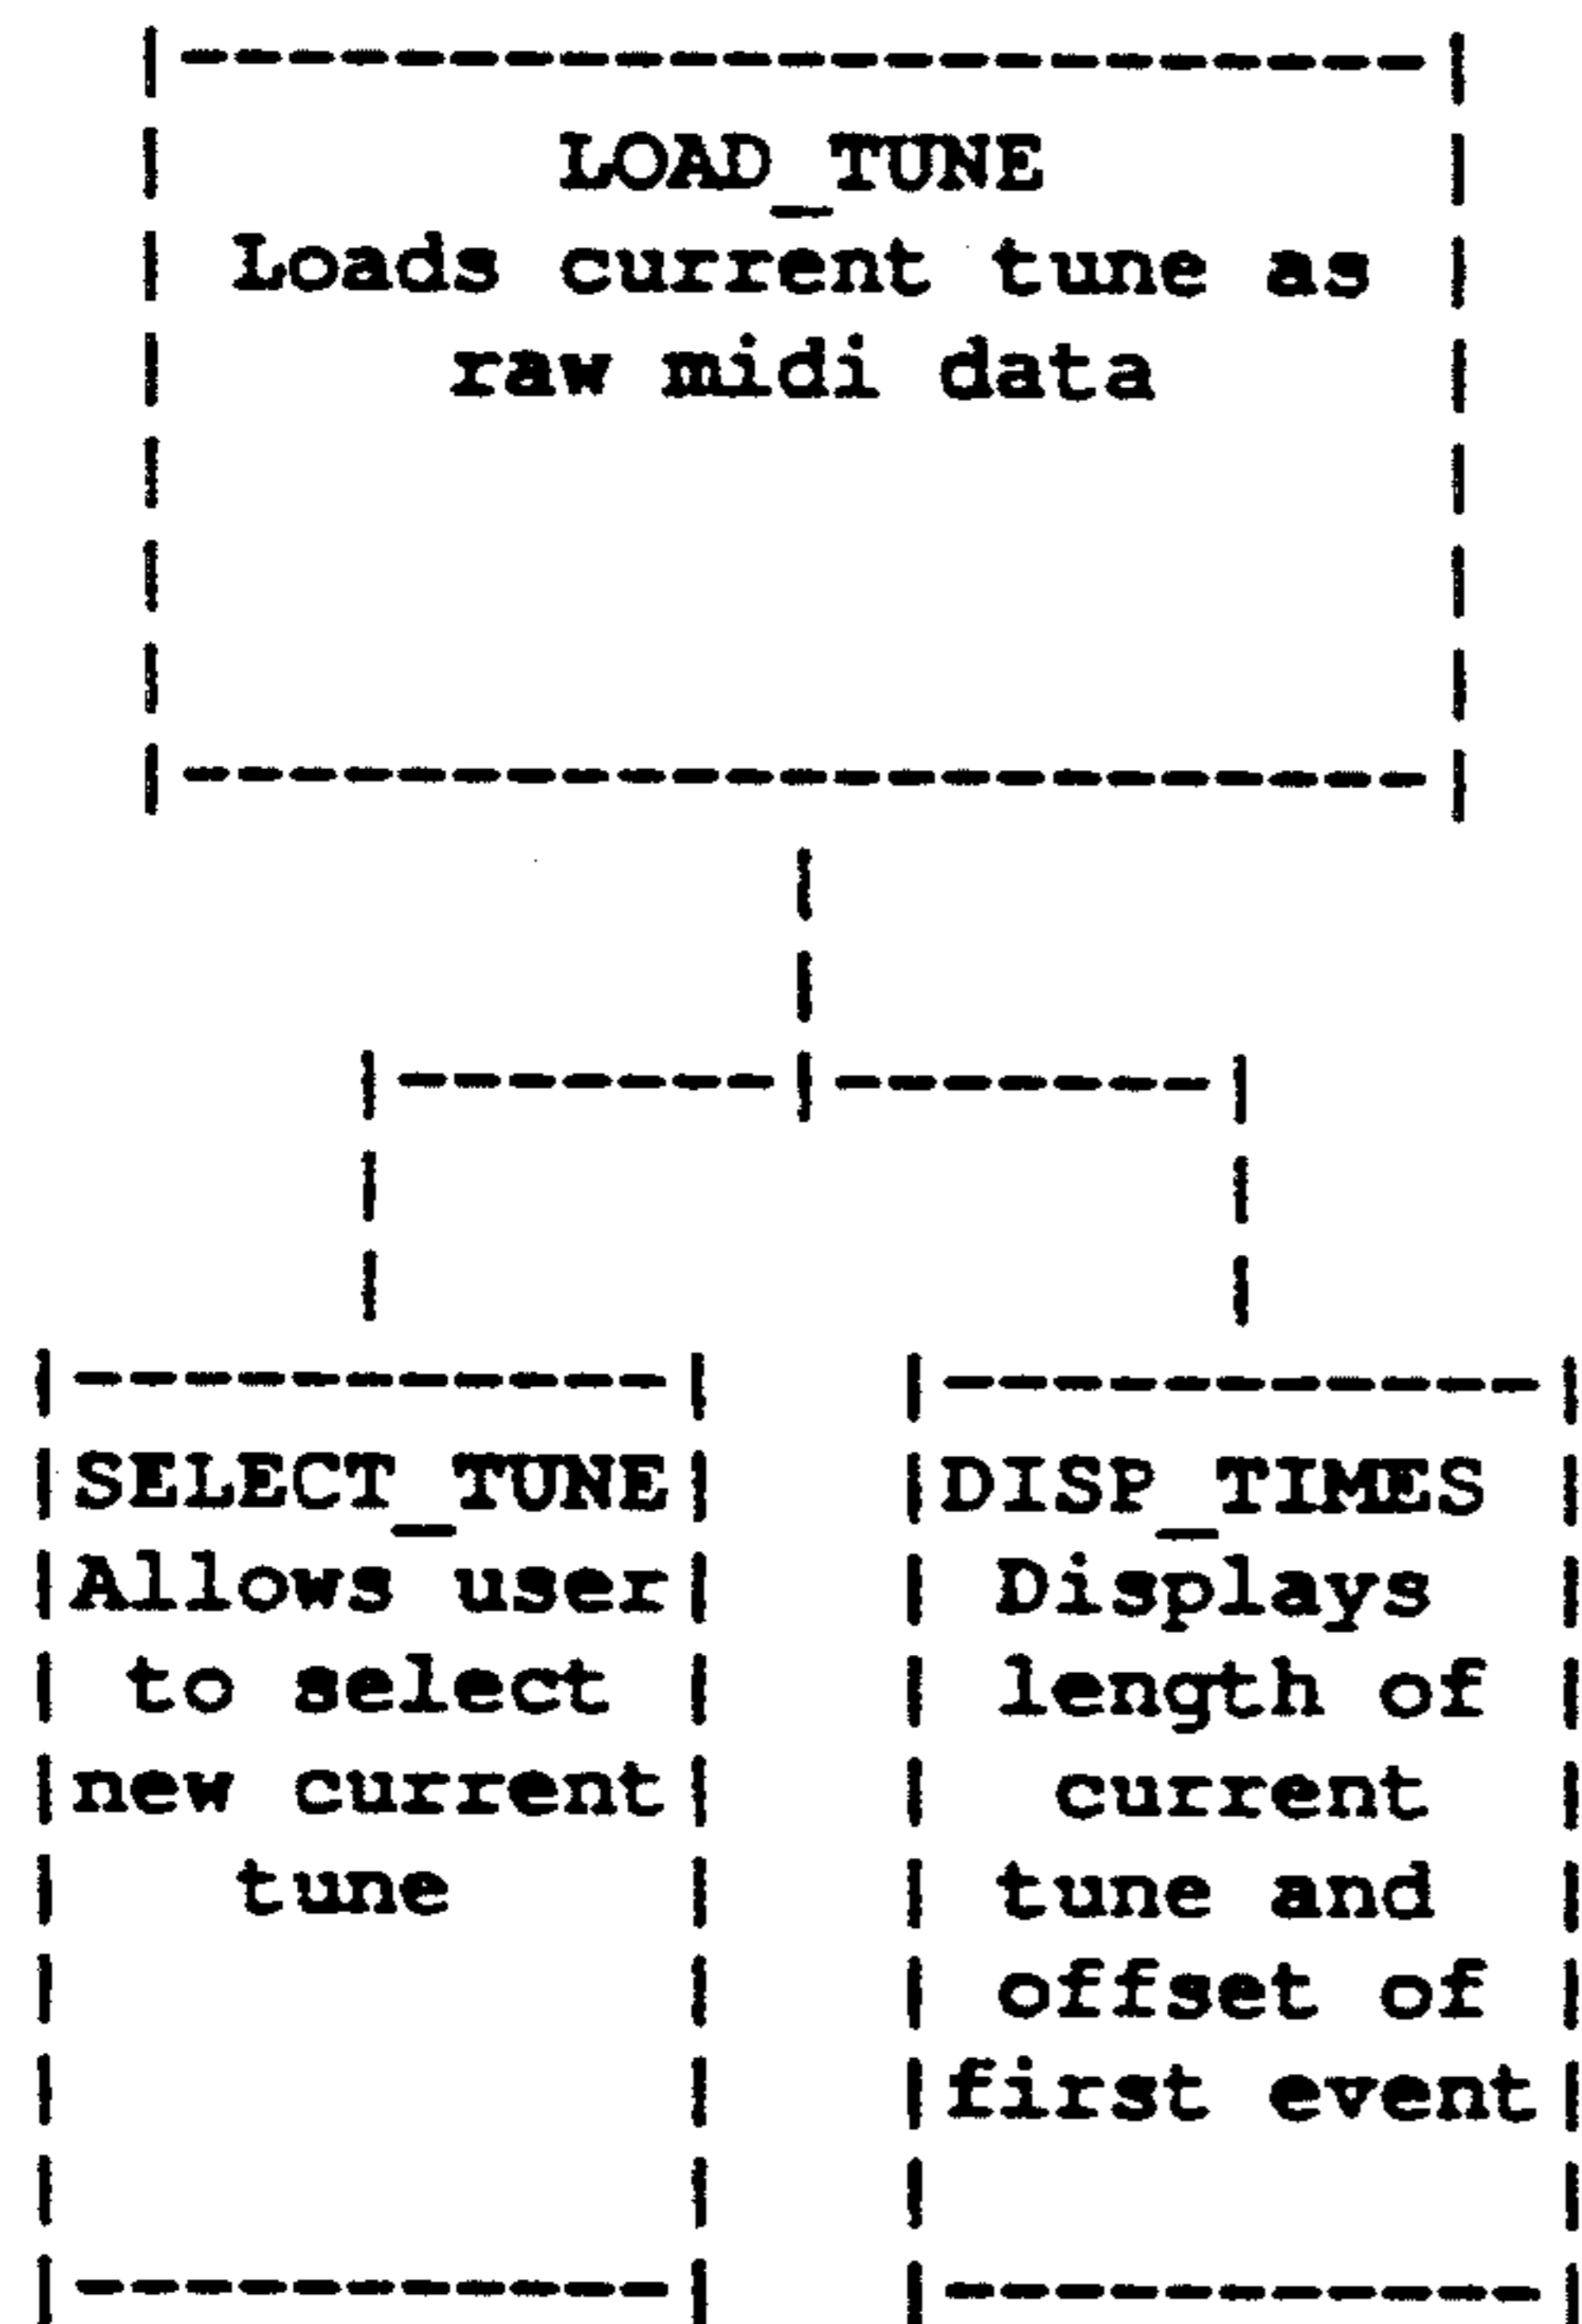 LOAD_TUNE
Loads current tune as
raw midi data
SELECT_TUNE
Allows user
to select
new current
tune
DISP_TIMES
Displays
length of
current
tune and
offset of
first event